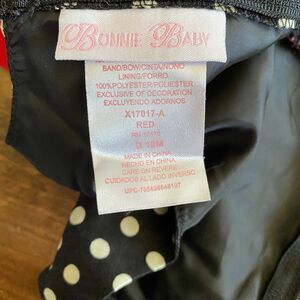 BONNIE BABY
BAND/BOW/CINTA/MONO
LINING/FORRO
100%POLYESTER/POLIESTER
EXCLUSIVE OF DECORATION
EXCLUYENDO ADORNOS
X17017-A
RED
18M
MADE IN CHINA
HECHO EN CHINA
CARE ON REVERE
CUIDADOS AL LADO INVERSO